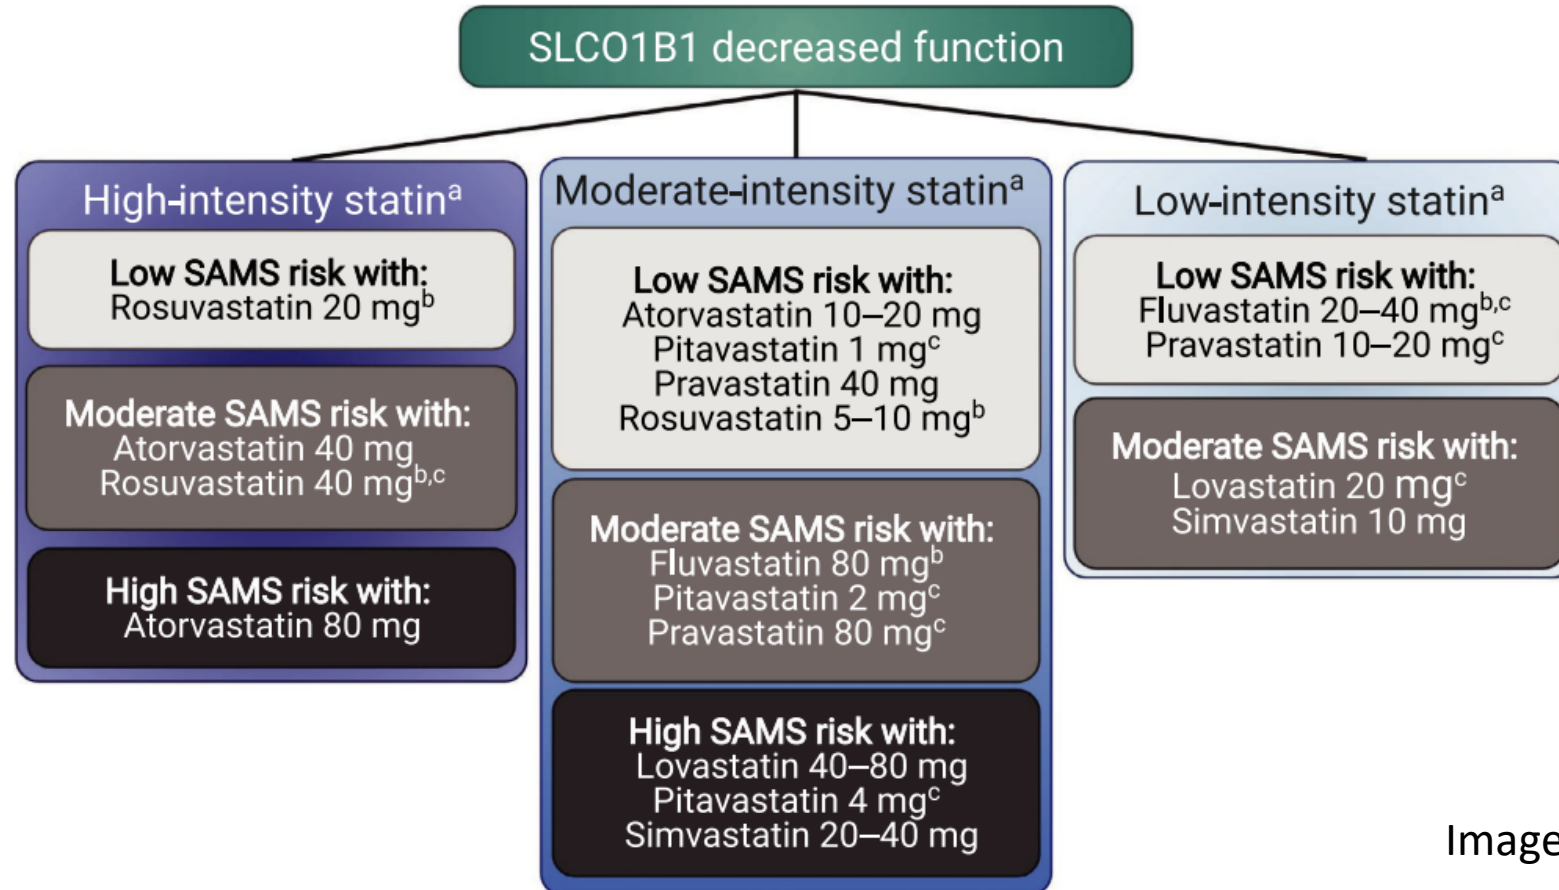 SLCO1B1 decreased function
High-intensity statinᵃ
Low SAMS risk with:
Rosuvastatin 20 mgᵇ
Moderate SAMS risk with:
Atorvastatin 40 mg
Rosuvastatin 40 mgᵇ,ᶜ
High SAMS risk with:
Atorvastatin 80 mg
Moderate-intensity statinᵃ
Low SAMS risk with:
Atorvastatin 10–20 mg
Pitavastatin 1 mgᶜ
Pravastatin 40 mg
Rosuvastatin 5–10 mgᵇ
Moderate SAMS risk with:
Fluvastatin 80 mgᵇ
Pitavastatin 2 mgᶜ
Pravastatin 80 mgᶜ
High SAMS risk with:
Lovastatin 40–80 mg
Pitavastatin 4 mgᶜ
Simvastatin 20–40 mg
Low-intensity statinᵃ
Low SAMS risk with:
Fluvastatin 20–40 mgᵇ,ᶜ
Pravastatin 10–20 mgᶜ
Moderate SAMS risk with:
Lovastatin 20 mgᶜ
Simvastatin 10 mg
Image